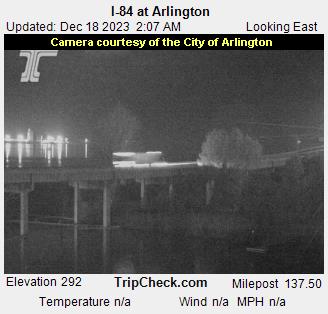 I-84 at Arlington
Updated: Dec 18 2023 2:07 AM Looking East
Camera courtesy of the City of Arlington
Elevation 292 TripCheck.com Milepost 137.50
Temperature n/a Wind n/a MPH n/a